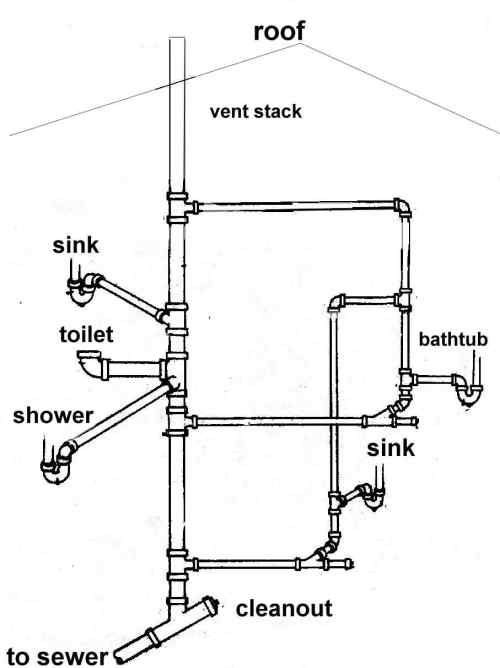 roof
vent stack
sink
toilet
bathtub
shower
sink
cleanout
to sewer